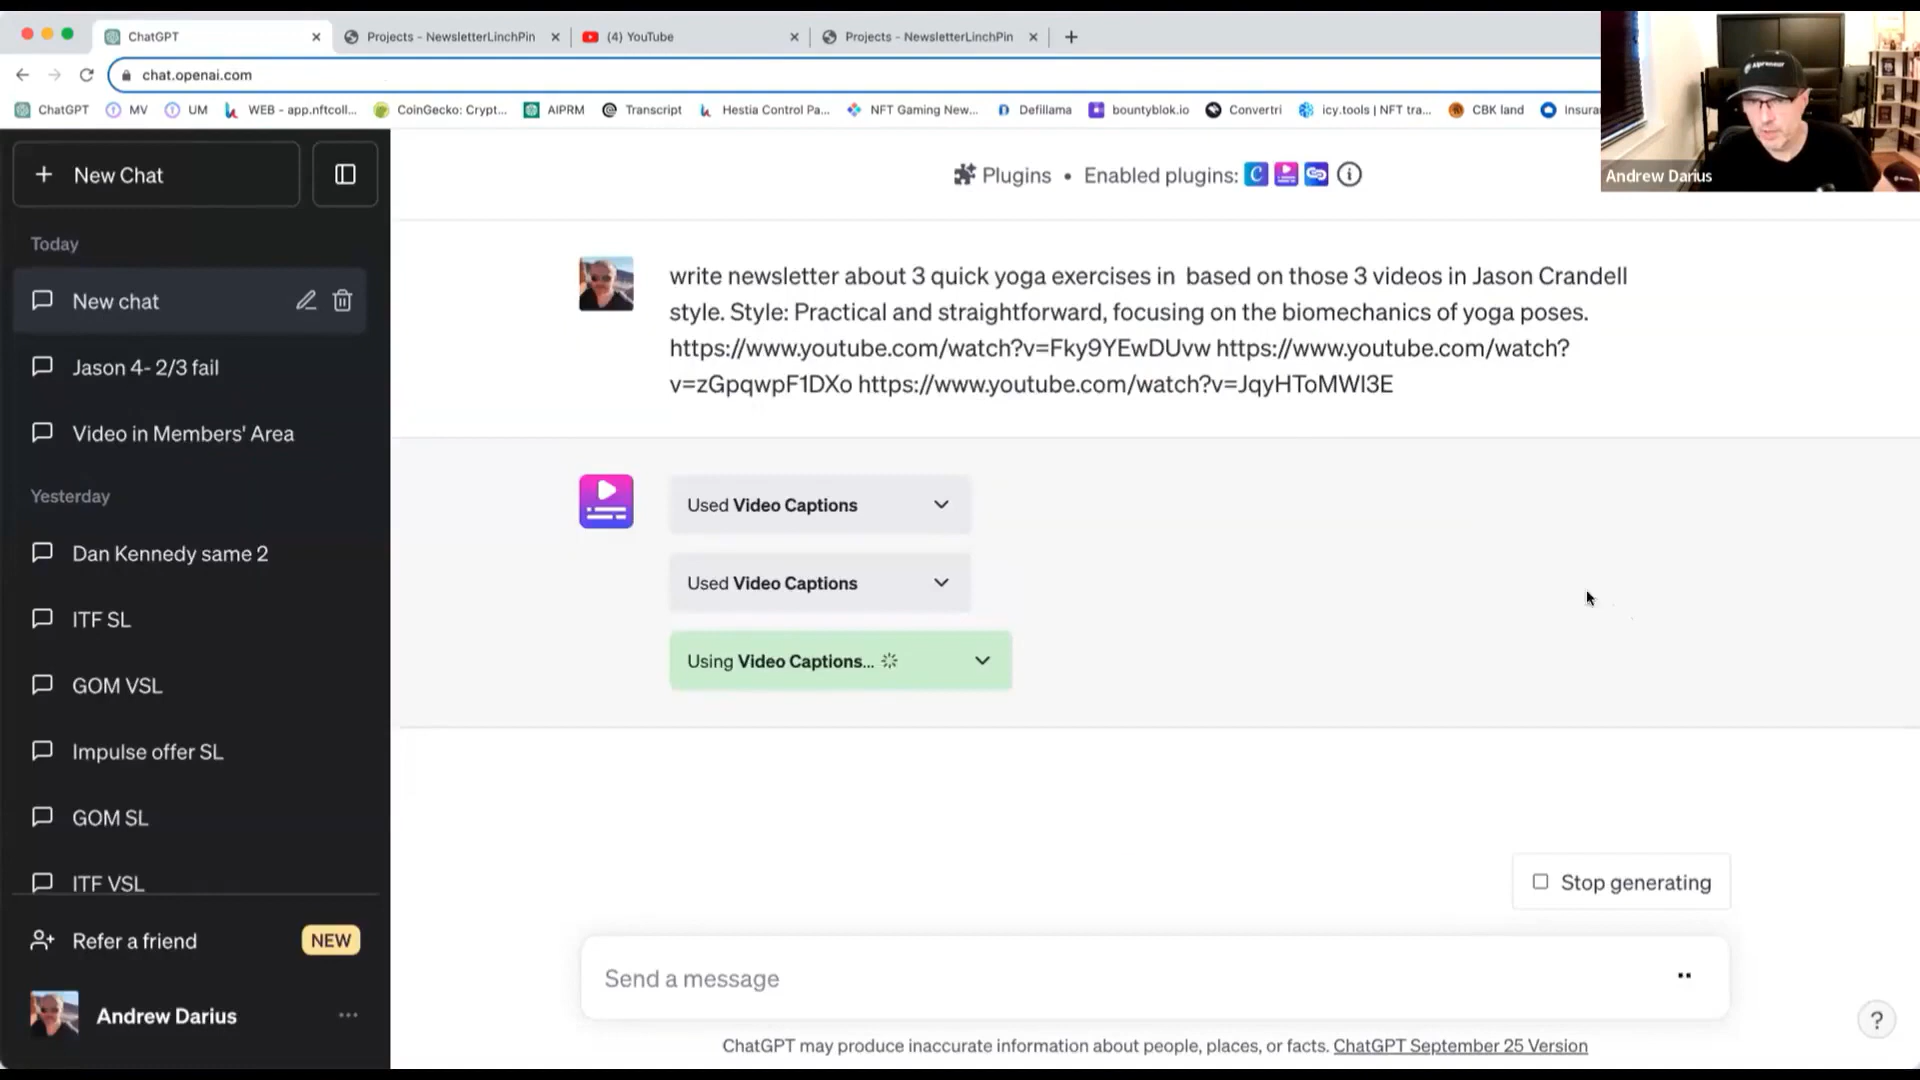 ChatGPT
Projects - NewsletterLinchPin
(4) YouTube
Projects - NewsletterLinchPin
chat.openai.com
ChatGPT
MV
UM
WEB - app.nftcoll...
CoinGecko: Crypt...
AIPRM
Transcript
Hestia Control Pa...
NFT Gaming New...
Defillama
bountyblok.io
Convertri
icy.tools | NFT tra...
CBK land
Insura
Andrew Darius
New Chat
Plugins • Enabled plugins:
Today
New chat
Jason 4- 2/3 fail
Video in Members' Area
Yesterday
Dan Kennedy same 2
ITF SL
GOM VSL
Impulse offer SL
GOM SL
ITF VSL
Refer a friend
NEW
Andrew Darius
write newsletter about 3 quick yoga exercises in based on those 3 videos in Jason Crandell
style. Style: Practical and straightforward, focusing on the biomechanics of yoga poses.
https://www.youtube.com/watch?v=Fky9YEwDUvw https://www.youtube.com/watch?
v=zGpqwpF1DXo https://www.youtube.com/watch?v=JqyHToMWI3E
Used Video Captions
Used Video Captions
Using Video Captions...
Stop generating
Send a message
ChatGPT may produce inaccurate information about people, places, or facts. ChatGPT September 25 Version
?